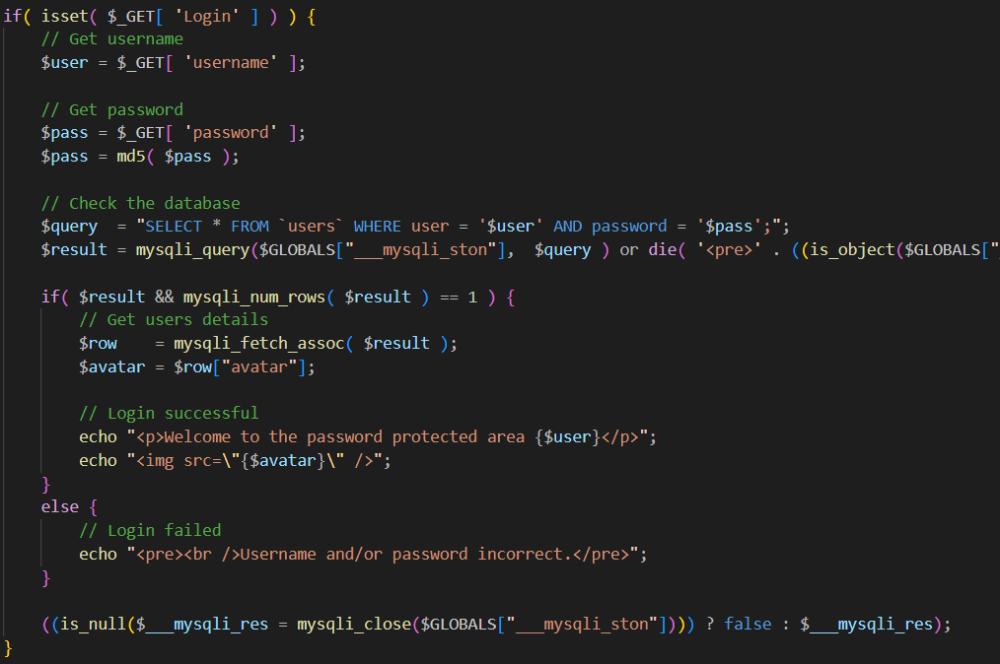 if( isset( $_GET[ 'Login' ] ) ) {
    // Get username
    $user = $_GET[ 'username' ];

    // Get password
    $pass = $_GET[ 'password' ];
    $pass = md5( $pass );

    // Check the database
    $query  = "SELECT * FROM `users` WHERE user = '$user' AND password = '$pass';";
    $result = mysqli_query($GLOBALS["___mysqli_ston"],  $query ) or die( '<pre>' . ((is_object($GLOBALS["

    if( $result && mysqli_num_rows( $result ) == 1 ) {
        // Get users details
        $row    = mysqli_fetch_assoc( $result );
        $avatar = $row["avatar"];

        // Login successful
        echo "<p>Welcome to the password protected area {$user}</p>";
        echo "<img src=\"{$avatar}\" />";
    }
    else {
        // Login failed
        echo "<pre><br />Username and/or password incorrect.</pre>";
    }

    ((is_null($___mysqli_res = mysqli_close($GLOBALS["___mysqli_ston"]))) ? false : $___mysqli_res);
}